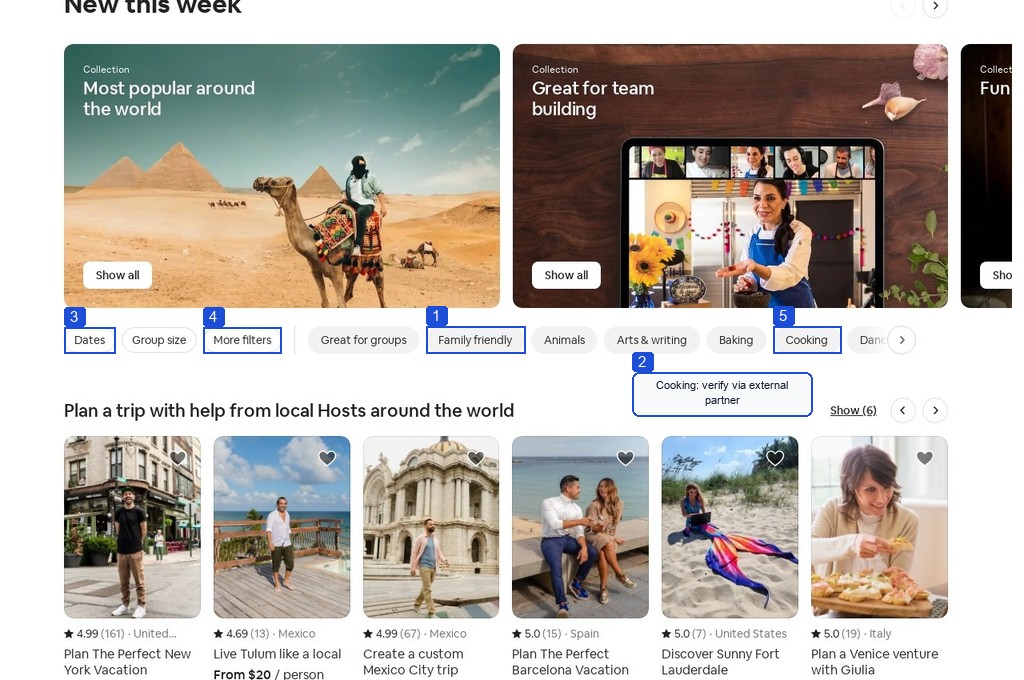 New this week
Collection
Most popular around
the world
Show all
Collection
Great for team
building
Show all
Collect
Fun
Sho
3
4
1
5
Dates
Group size
More filters
Great for groups
Family friendly
Animals
Arts & writing
Baking
Cooking
Danc
2
Cooking: verify via external
partner
Plan a trip with help from local Hosts around the world
Show (6)
4.99 (161) · United...
Plan The Perfect New
York Vacation
4.69 (13) · Mexico
Live Tulum like a local
From $20 / person
4.99 (67) · Mexico
Create a custom
Mexico City trip
5.0 (15) · Spain
Plan The Perfect
Barcelona Vacation
5.0 (7) · United States
Discover Sunny Fort
Lauderdale
5.0 (19) · Italy
Plan a Venice venture
with Giulia